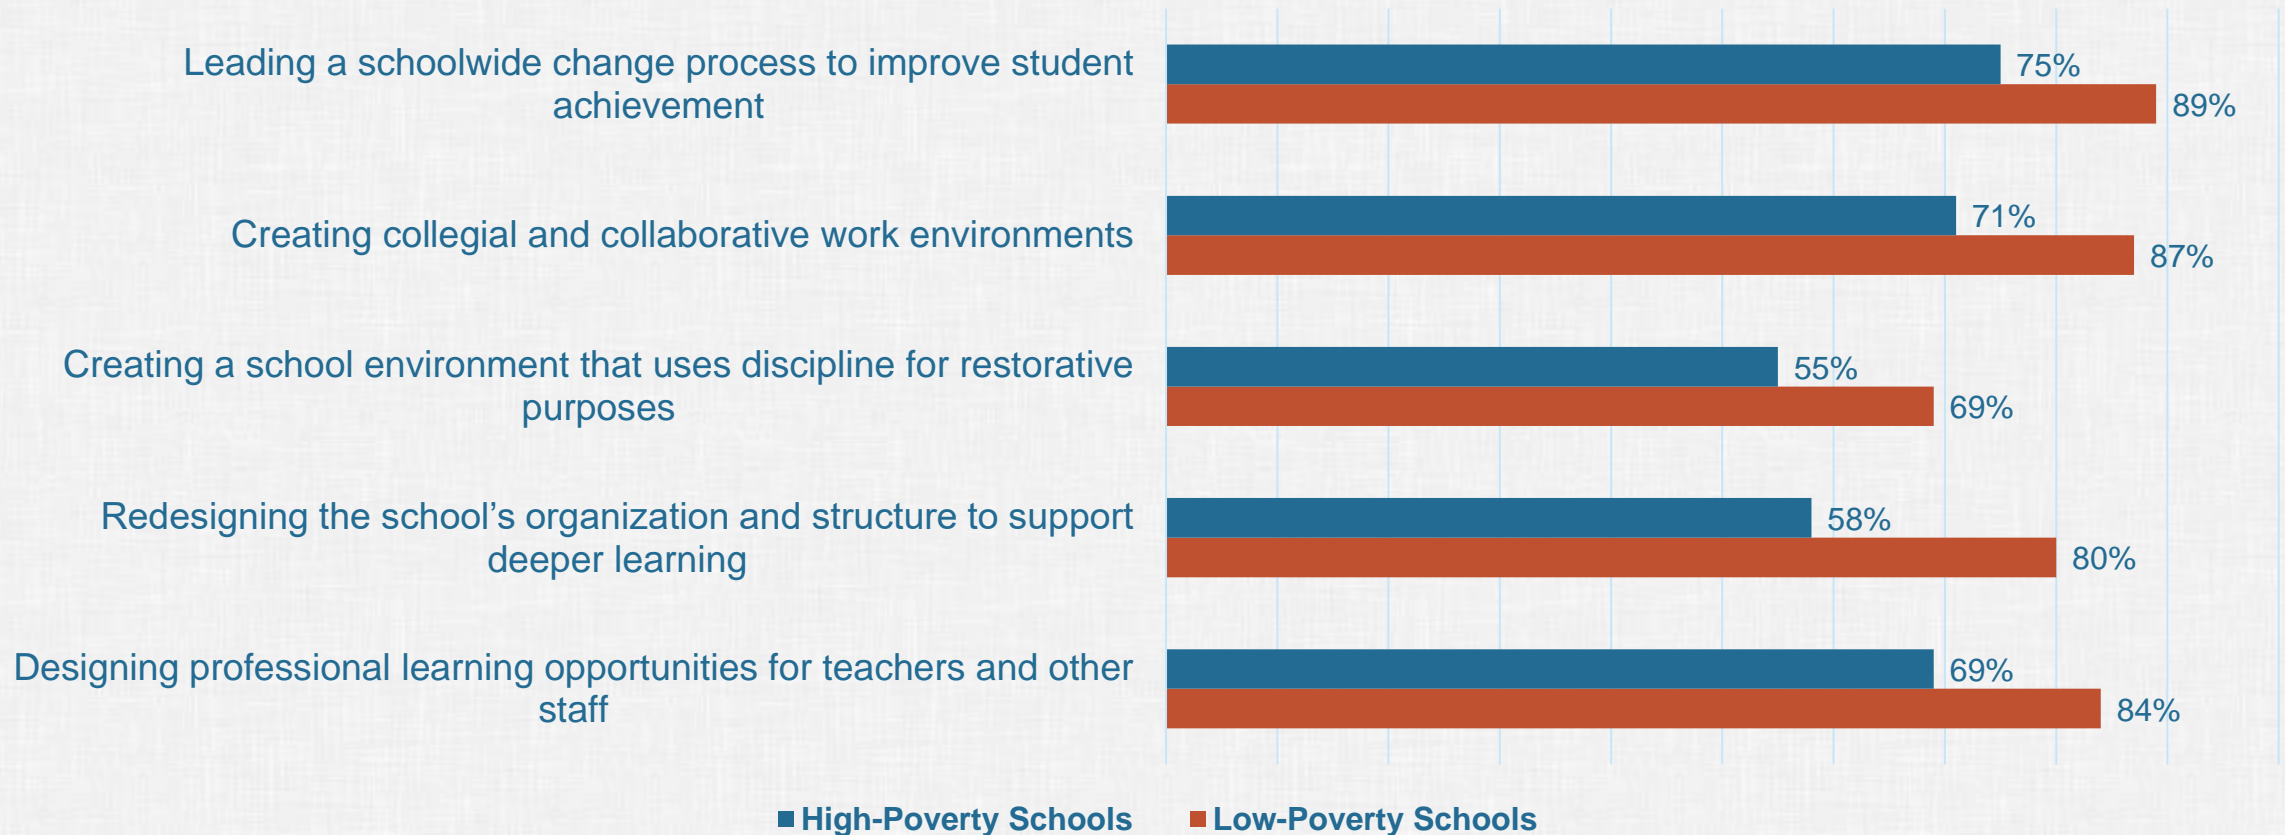 Leading a schoolwide change process to improve student
achievement
75%
89%
Creating collegial and collaborative work environments
71%
87%
Creating a school environment that uses discipline for restorative
purposes
55%
69%
Redesigning the school’s organization and structure to support
deeper learning
58%
80%
Designing professional learning opportunities for teachers and other
staff
69%
84%
High-Poverty Schools
Low-Poverty Schools